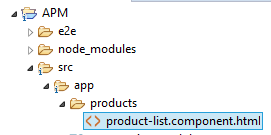 APM
e2e
node_modules
src
app
products
product-list.component.html